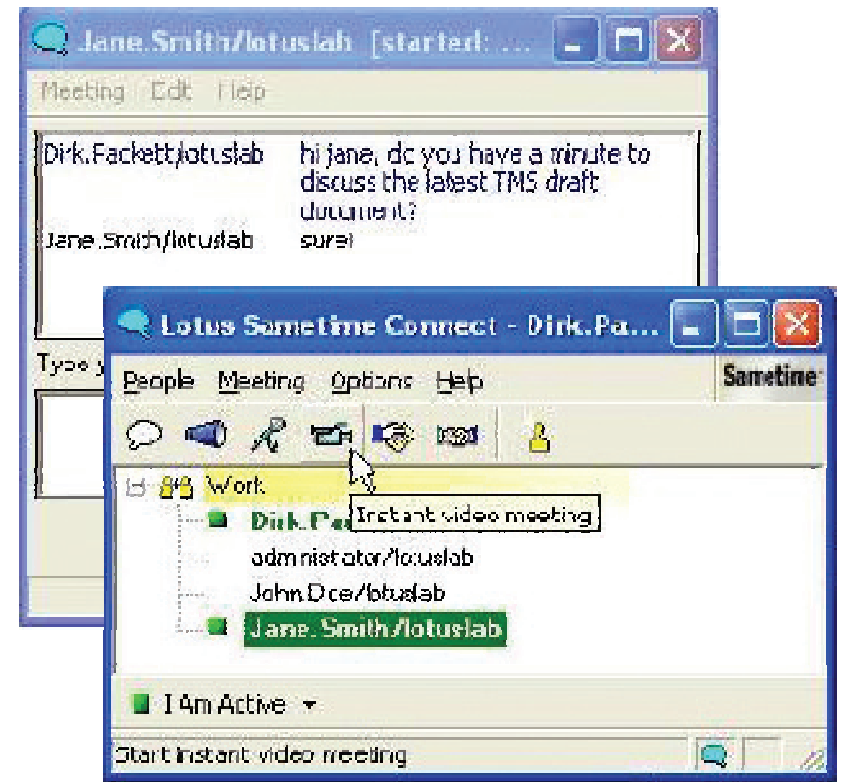 Jane.Smith/lotuslab [started: ...
Meeting Edit Help
Dirk.Packett/lotuslab hi jane, do you have a minute to
discuss the latest TMS draft
document?
Jane.Smith/lotuslab sure!
Type y
Lotus Sametime Connect - Dirk.Pa...
People Meeting Options Help Sametime
Work
Dirk.Pa
Instant video meeting
administrator/lotuslab
John Doe/lotuslab
Jane.Smith/lotuslab
I Am Active
Start instant video meeting